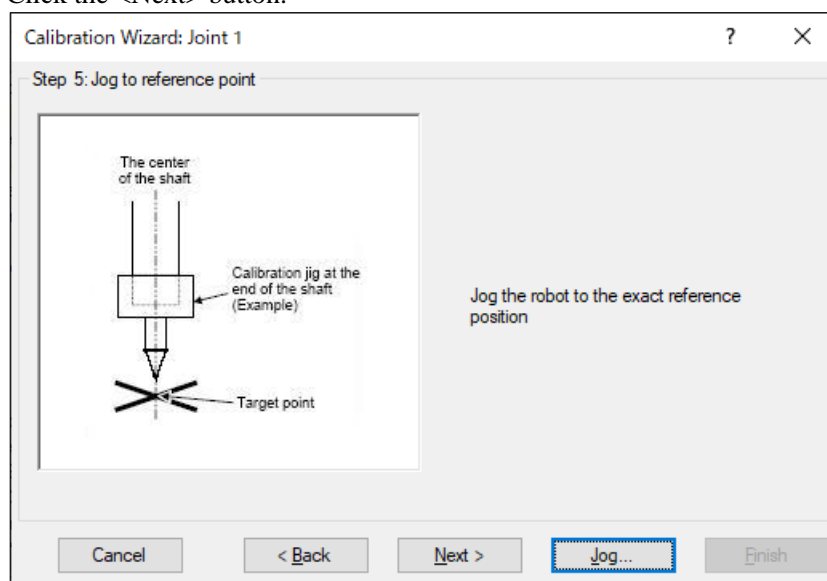 Click the <Next> button.
Calibration Wizard: Joint 1
?
Step 5: Jog to reference point
The center
of the shaft
Calibration jig at the
end of the shaft
(Example)
Target point
Jog the robot to the exact reference
position
Cancel
< Back
Next >
Jog...
Finish